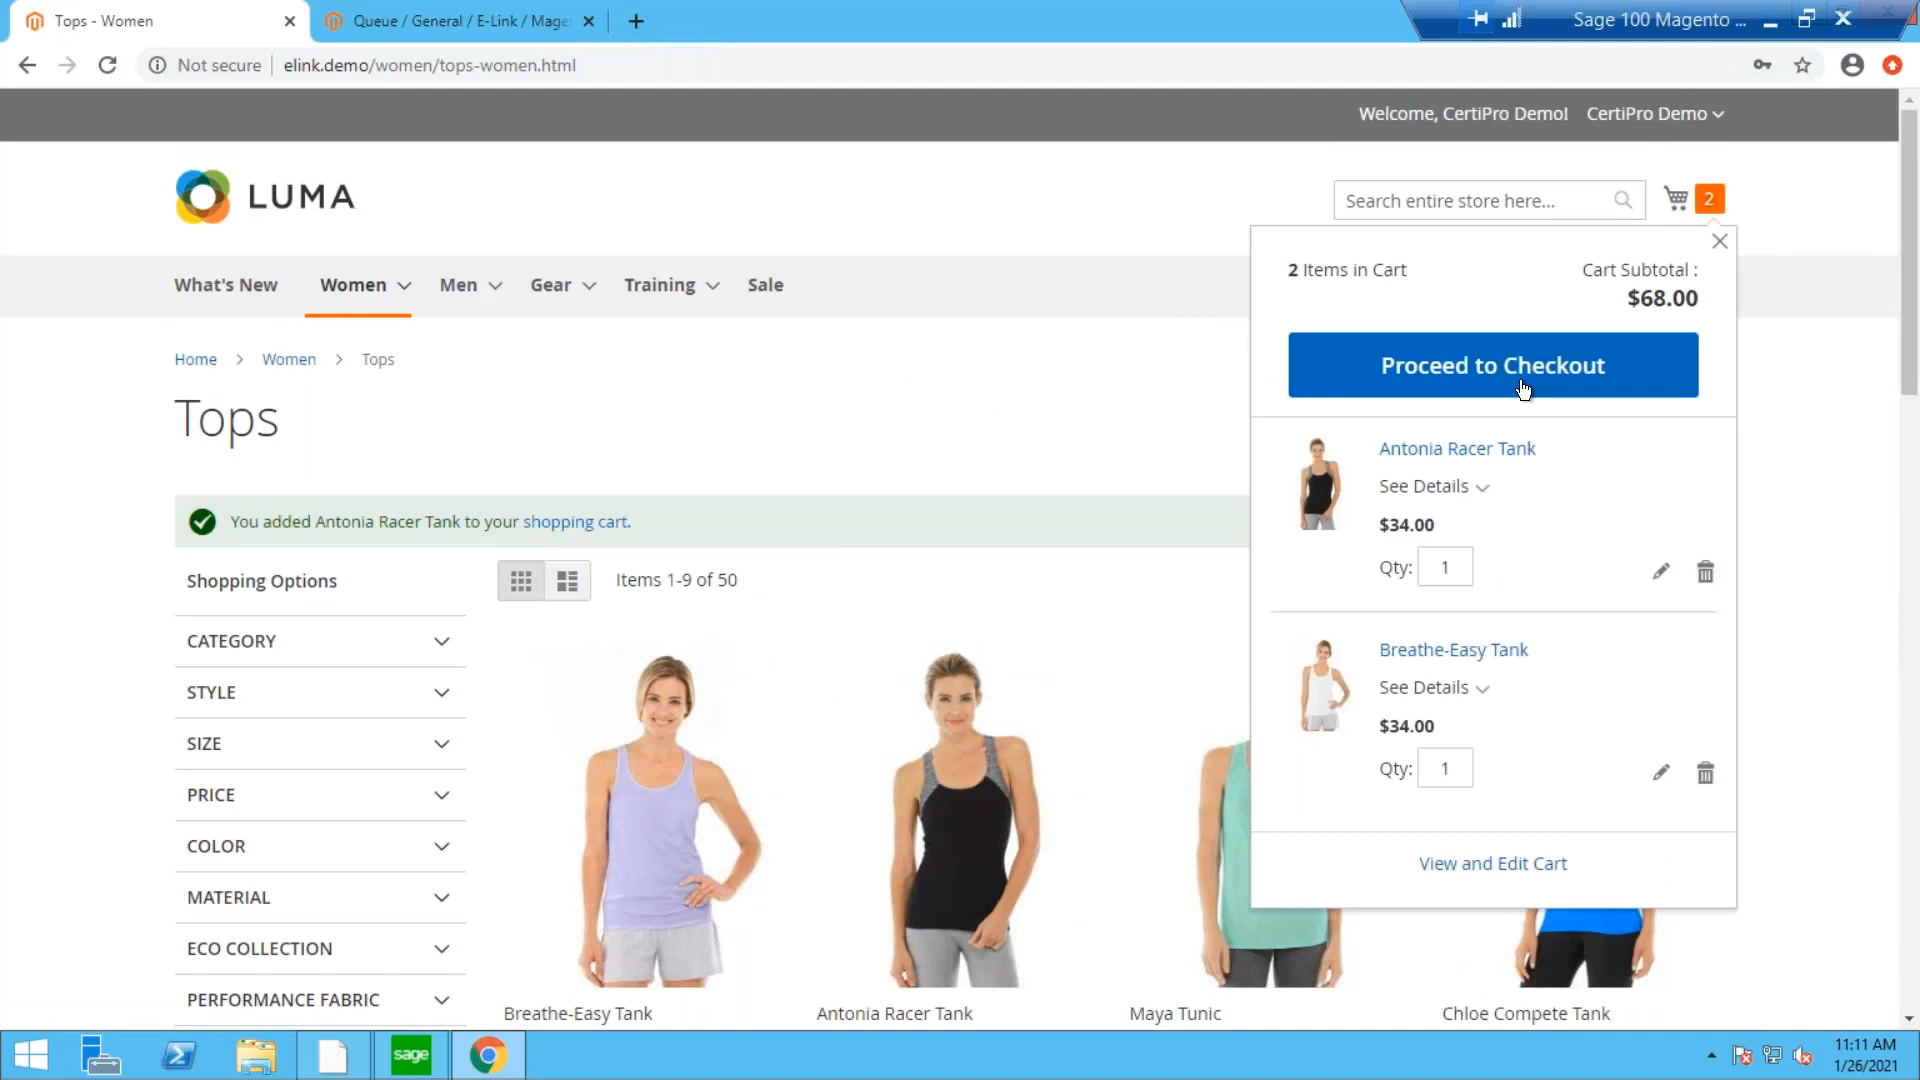 Tops - Women
Queue / General / E-Link / Mage
Sage 100 Magento ...
Not secure
elink.demo/women/tops-women.html
Welcome, CertiPro Demo!
CertiPro Demo
LUMA
Search entire store here...
2
What's New
Women
Men
Gear
Training
Sale
2 Items in Cart
Cart Subtotal :
$68.00
Proceed to Checkout
Home > Women > Tops
Tops
Antonia Racer Tank
See Details
$34.00
Qty: 1
You added Antonia Racer Tank to your shopping cart.
Shopping Options
Items 1-9 of 50
CATEGORY
STYLE
SIZE
PRICE
COLOR
MATERIAL
ECO COLLECTION
PERFORMANCE FABRIC
Breathe-Easy Tank
See Details
$34.00
Qty: 1
View and Edit Cart
Breathe-Easy Tank
Antonia Racer Tank
Maya Tunic
Chloe Compete Tank
sage
11:11 AM
1/26/2021